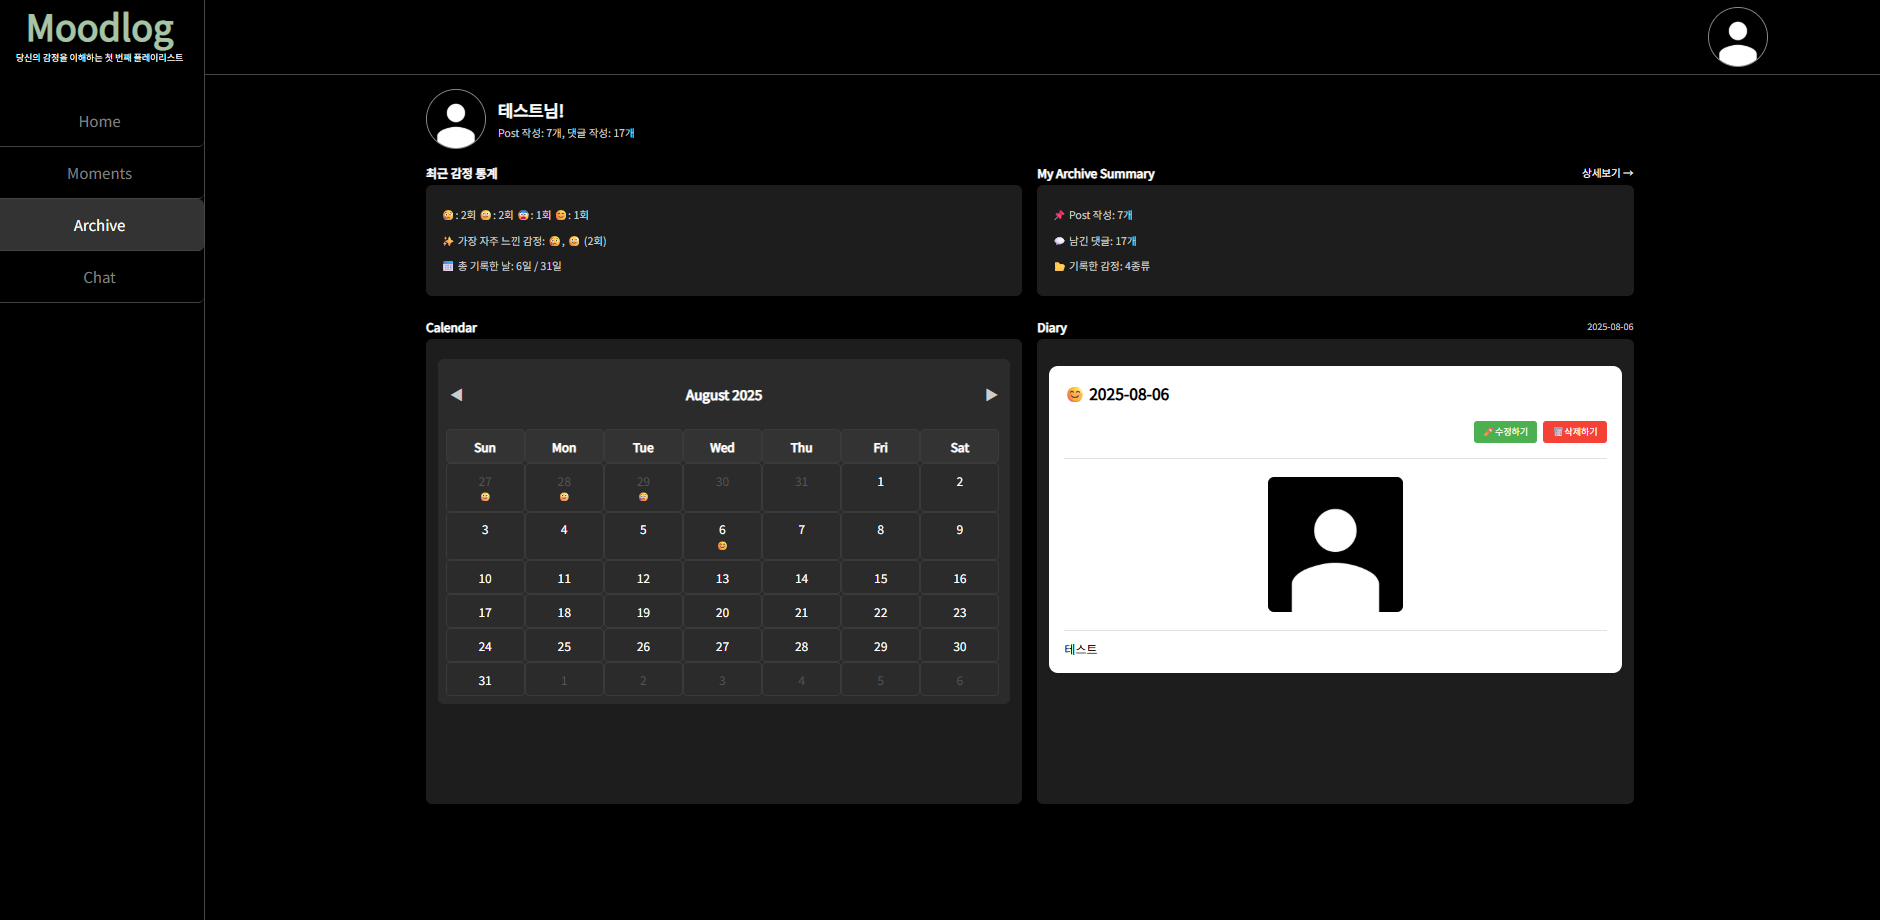 Moodlog
당신의 감정을 이해하는 첫 번째 플레이리스트
Home
Moments
Archive
Chat
테스트님!
Post 작성: 7개, 댓글 작성: 17개
최근 감정 통계
: 2회 : 2회 : 1회 : 1회
✨ 가장 자주 느낀 감정: , (2회)
총 기록한 날: 6일 / 31일
My Archive Summary
상세보기 →
📌 Post 작성: 7개
💬 남긴 댓글: 17개
📂 기록한 감정: 4종류
Calendar
◀ August 2025 ▶
Sun Mon Tue Wed Thu Fri Sat
27 28 29 30 31 1 2
3 4 5 6 7 8 9
10 11 12 13 14 15 16
17 18 19 20 21 22 23
24 25 26 27 28 29 30
31 1 2 3 4 5 6
Diary
2025-08-06
😊 2025-08-06
수정하기
삭제하기
테스트